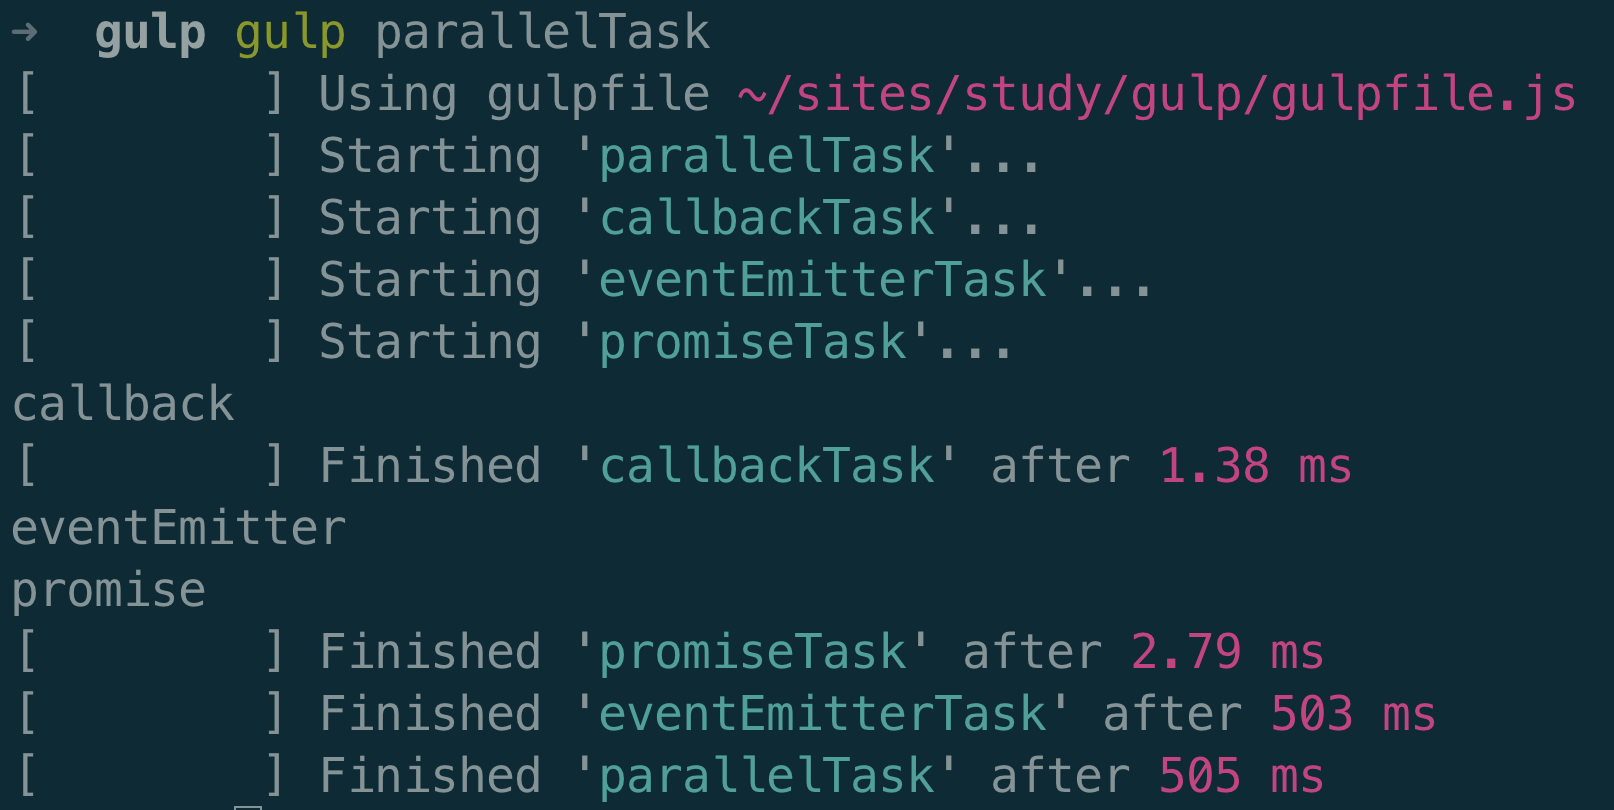 ➜  gulp gulp parallelTask
[        ] Using gulpfile ~/sites/study/gulp/gulpfile.js
[        ] Starting 'parallelTask'...
[        ] Starting 'callbackTask'...
[        ] Starting 'eventEmitterTask'...
[        ] Starting 'promiseTask'...
callback
[        ] Finished 'callbackTask' after 1.38 ms
eventEmitter
promise
[        ] Finished 'promiseTask' after 2.79 ms
[        ] Finished 'eventEmitterTask' after 503 ms
[        ] Finished 'parallelTask' after 505 ms